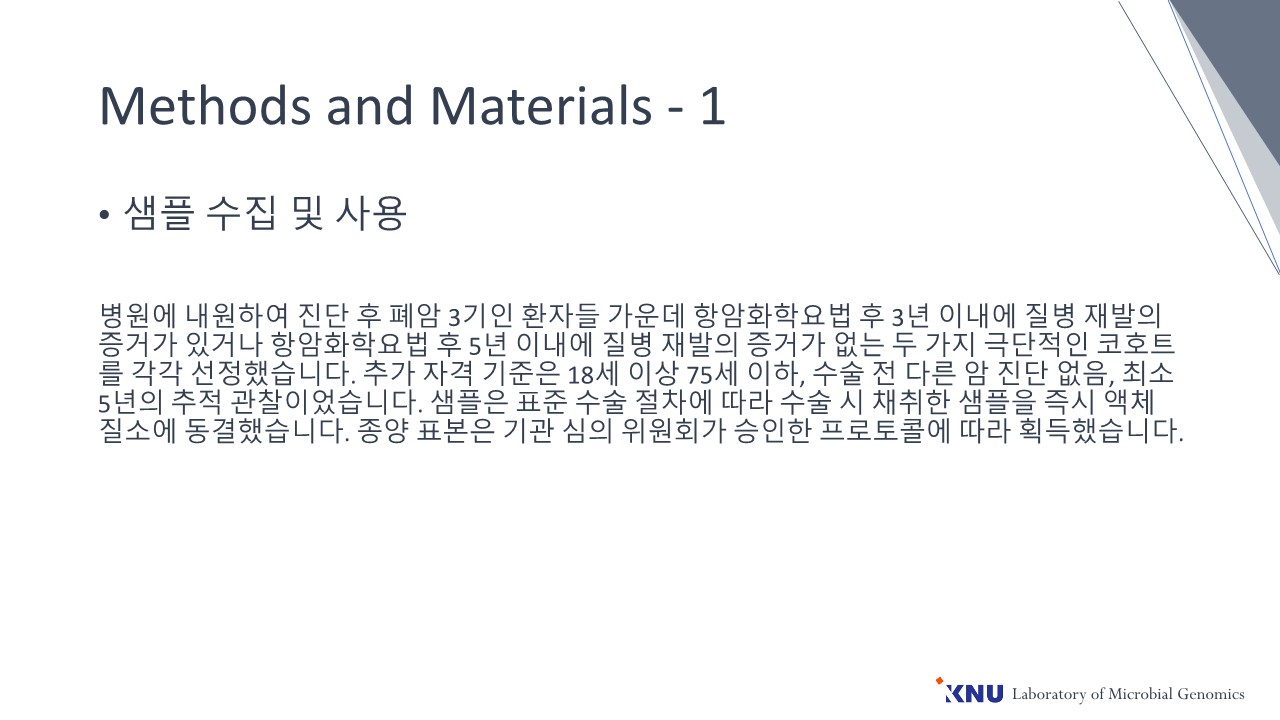 Methods and Materials - 1
• 샘플 수집 및 사용
병원에 내원하여 진단 후 폐암 3기인 환자들 가운데 항암화학요법 후 3년 이내에 질병 재발의
증거가 있거나 항암화학요법 후 5년 이내에 질병 재발의 증거가 없는 두 가지 극단적인 코호트
를 각각 선정했습니다. 추가 자격 기준은 18세 이상 75세 이하, 수술 전 다른 암 진단 없음, 최소
5년의 추적 관찰이었습니다. 샘플은 표준 수술 절차에 따라 수술 시 채취한 샘플을 즉시 액체
질소에 동결했습니다. 종양 표본은 기관 심의 위원회가 승인한 프로토콜에 따라 획득했습니다.
KNU Laboratory of Microbial Genomics